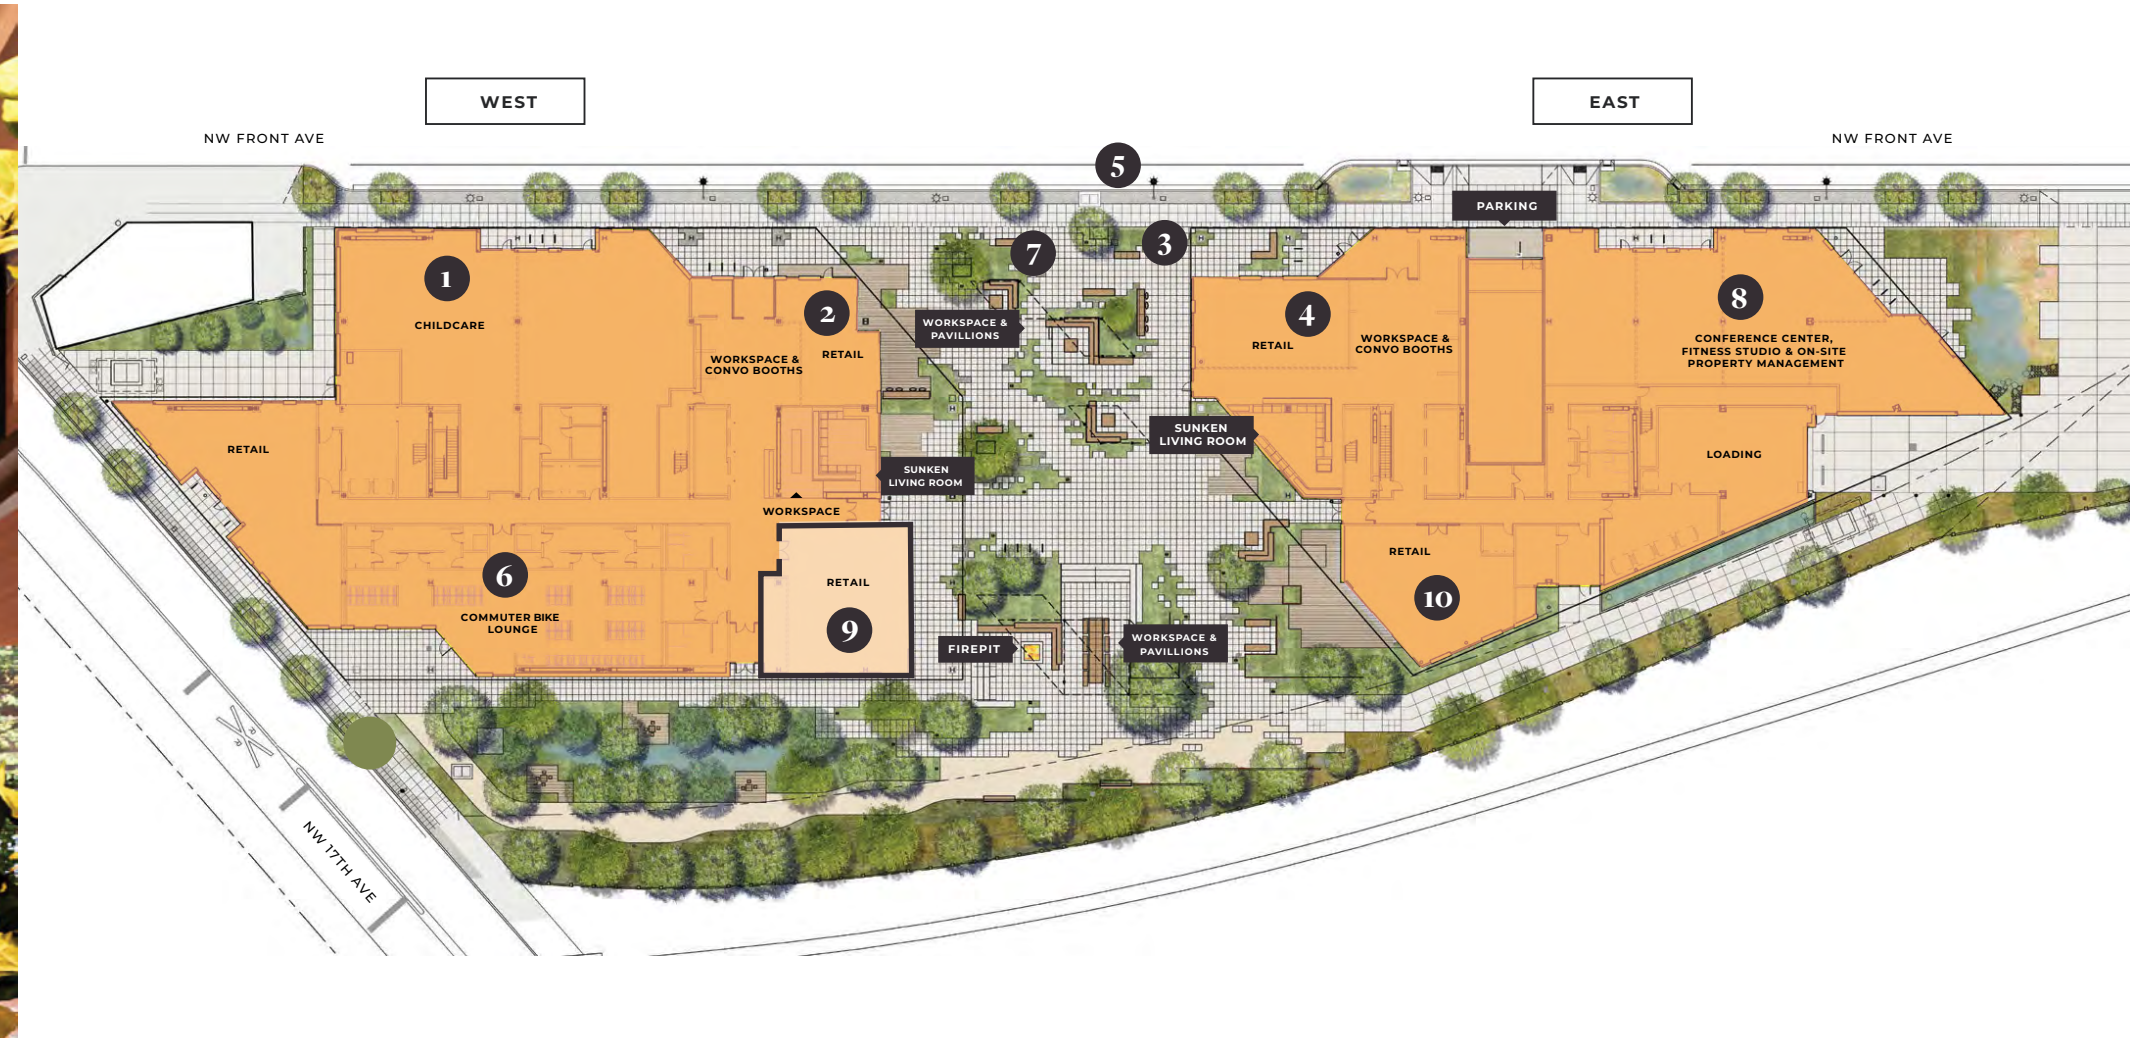 WEST
EAST
NW FRONT AVE
NW FRONT AVE
5
PARKING
7
3
1
CHILDCARE
2
RETAIL
WORKSPACE &
CONVO BOOTHS
WORKSPACE &
PAVILLIONS
4
RETAIL
WORKSPACE &
CONVO BOOTHS
8
CONFERENCE CENTER,
FITNESS STUDIO & ON-SITE
PROPERTY MANAGEMENT
RETAIL
SUNKEN
LIVING ROOM
SUNKEN
LIVING ROOM
LOADING
WORKSPACE
6
COMMUTER BIKE
LOUNGE
RETAIL
9
RETAIL
10
FIREPIT
WORKSPACE &
PAVILLIONS
R R
NW 17TH AVE